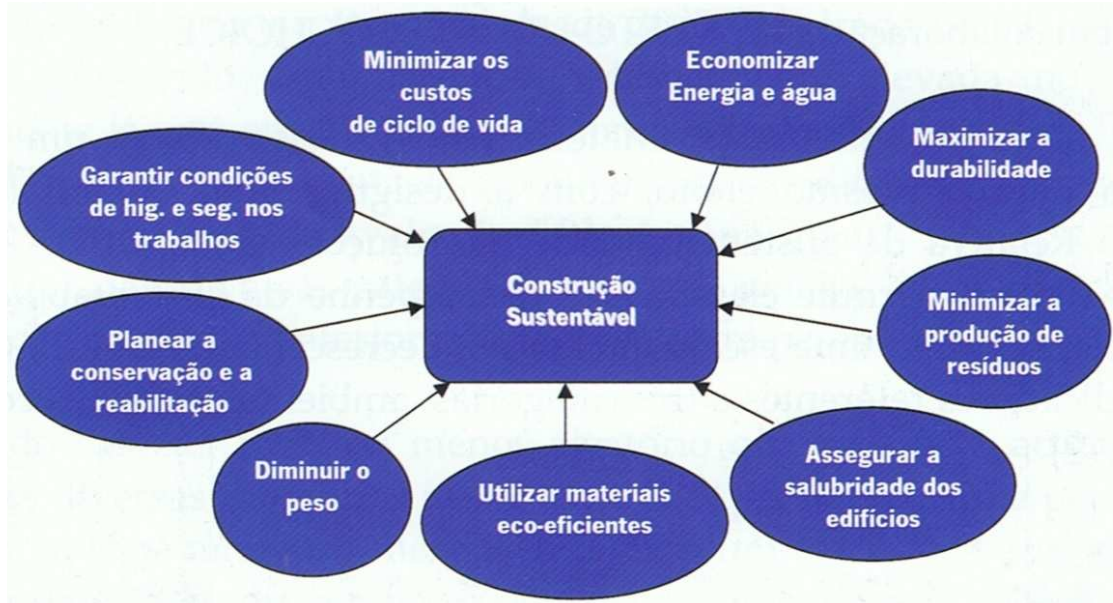 Minimizar os
custos
de ciclo de vida
Economizar
Energia e água
Maximizar a
durabilidade
Garantir condições
de hig. e seg. nos
trabalhos
Construção
Sustentável
Minimizar a
produção de
resíduos
Planear a
conservação e a
reabilitação
Diminuir o
peso
Utilizar materiais
eco-eficientes
Assegurar a
salubridade dos
edifícios